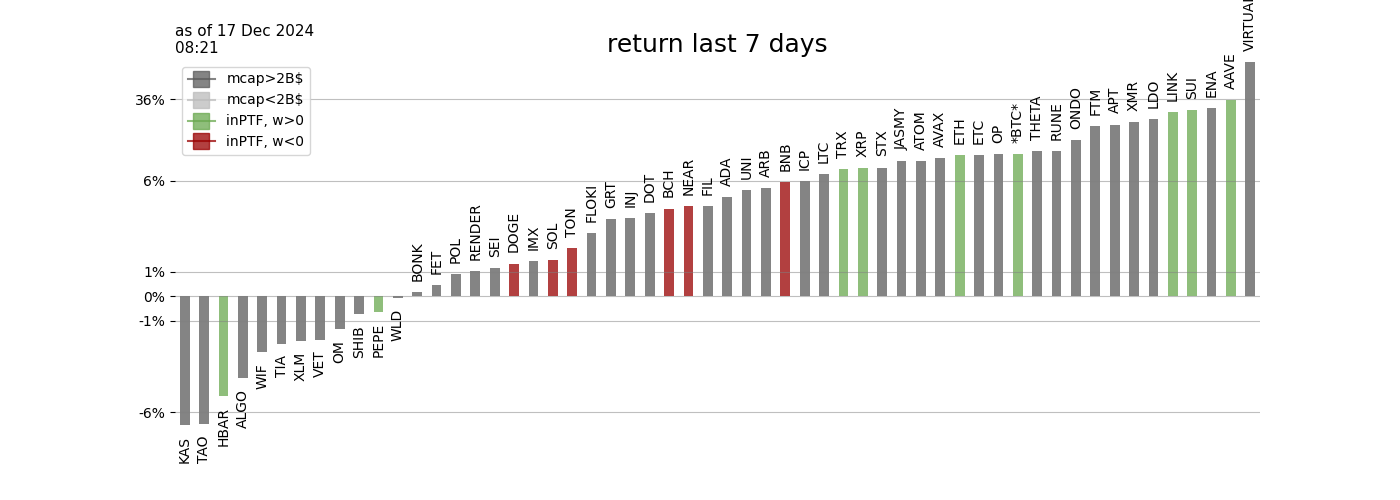 as of 17 Dec 2024
08:21
return last 7 days
mcap>2B$
mcap<2B$
inPTF, w>0
inPTF, w<0
36%
6%
1%
0%
-1%
-6%
KAS
TAO
HBAR
ALGO
WIF
TIA
XLM
VET
OM
SHIB
PEPE
WLD
BONK
FET
POL
RENDER
SEI
DOGE
IMX
SOL
TON
FLOKI
GRT
INJ
DOT
BCH
NEAR
FIL
ADA
UNI
ARB
BNB
ICP
LTC
TRX
XRP
STX
JASMY
ATOM
AVAX
ETH
ETC
OP
*BTC*
THETA
RUNE
ONDO
FTM
APT
XMR
LDO
LINK
SUI
ENA
AAVE
VIRTUAL